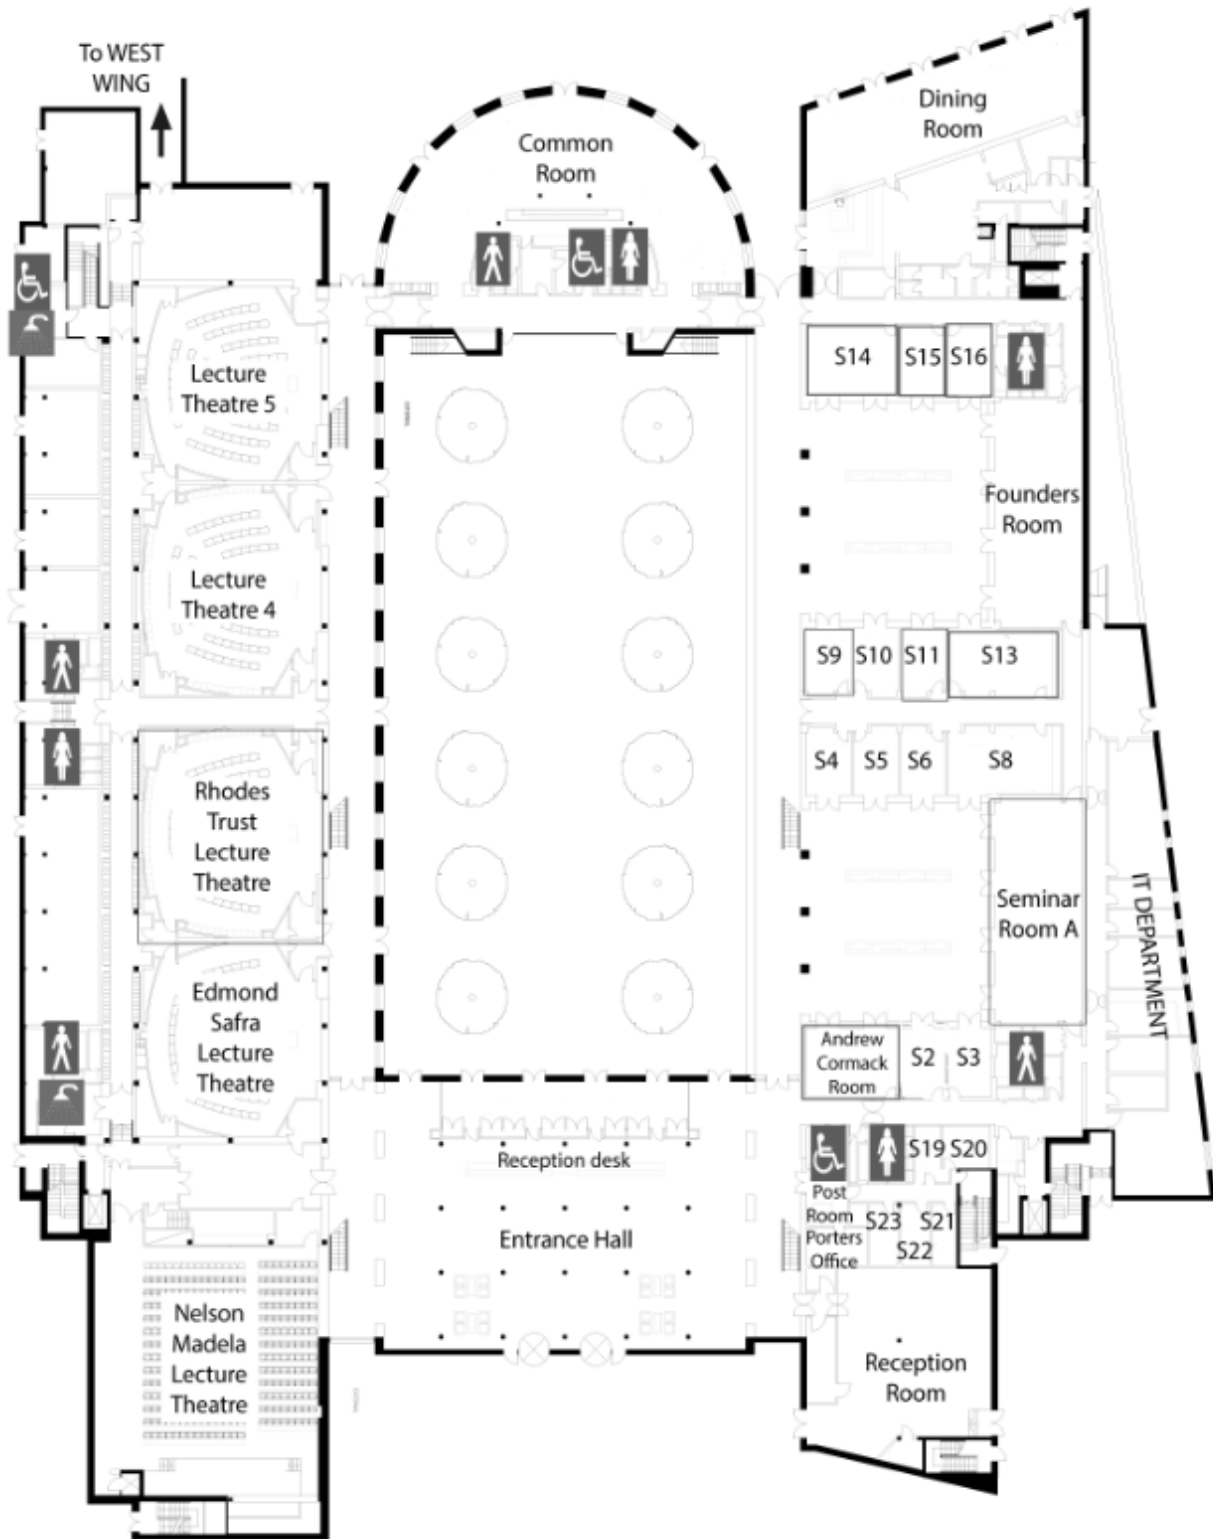 To WEST
WING
Dining
Room
Common
Room
S14
S15
S16
Lecture
Theatre 5
Founders
Room
Lecture
Theatre 4
S9
S10
S11
S13
S4
S5
S6
S8
Rhodes
Trust
Lecture
Theatre
Seminar
Room A
IT DEPARTMENT
Edmond
Safra
Lecture
Theatre
Andrew
Cormack
Room
S2
S3
Reception desk
S19
S20
Post
Room
S23
S21
Porters
Office
S22
Entrance Hall
Nelson
Madela
Lecture
Theatre
Reception
Room